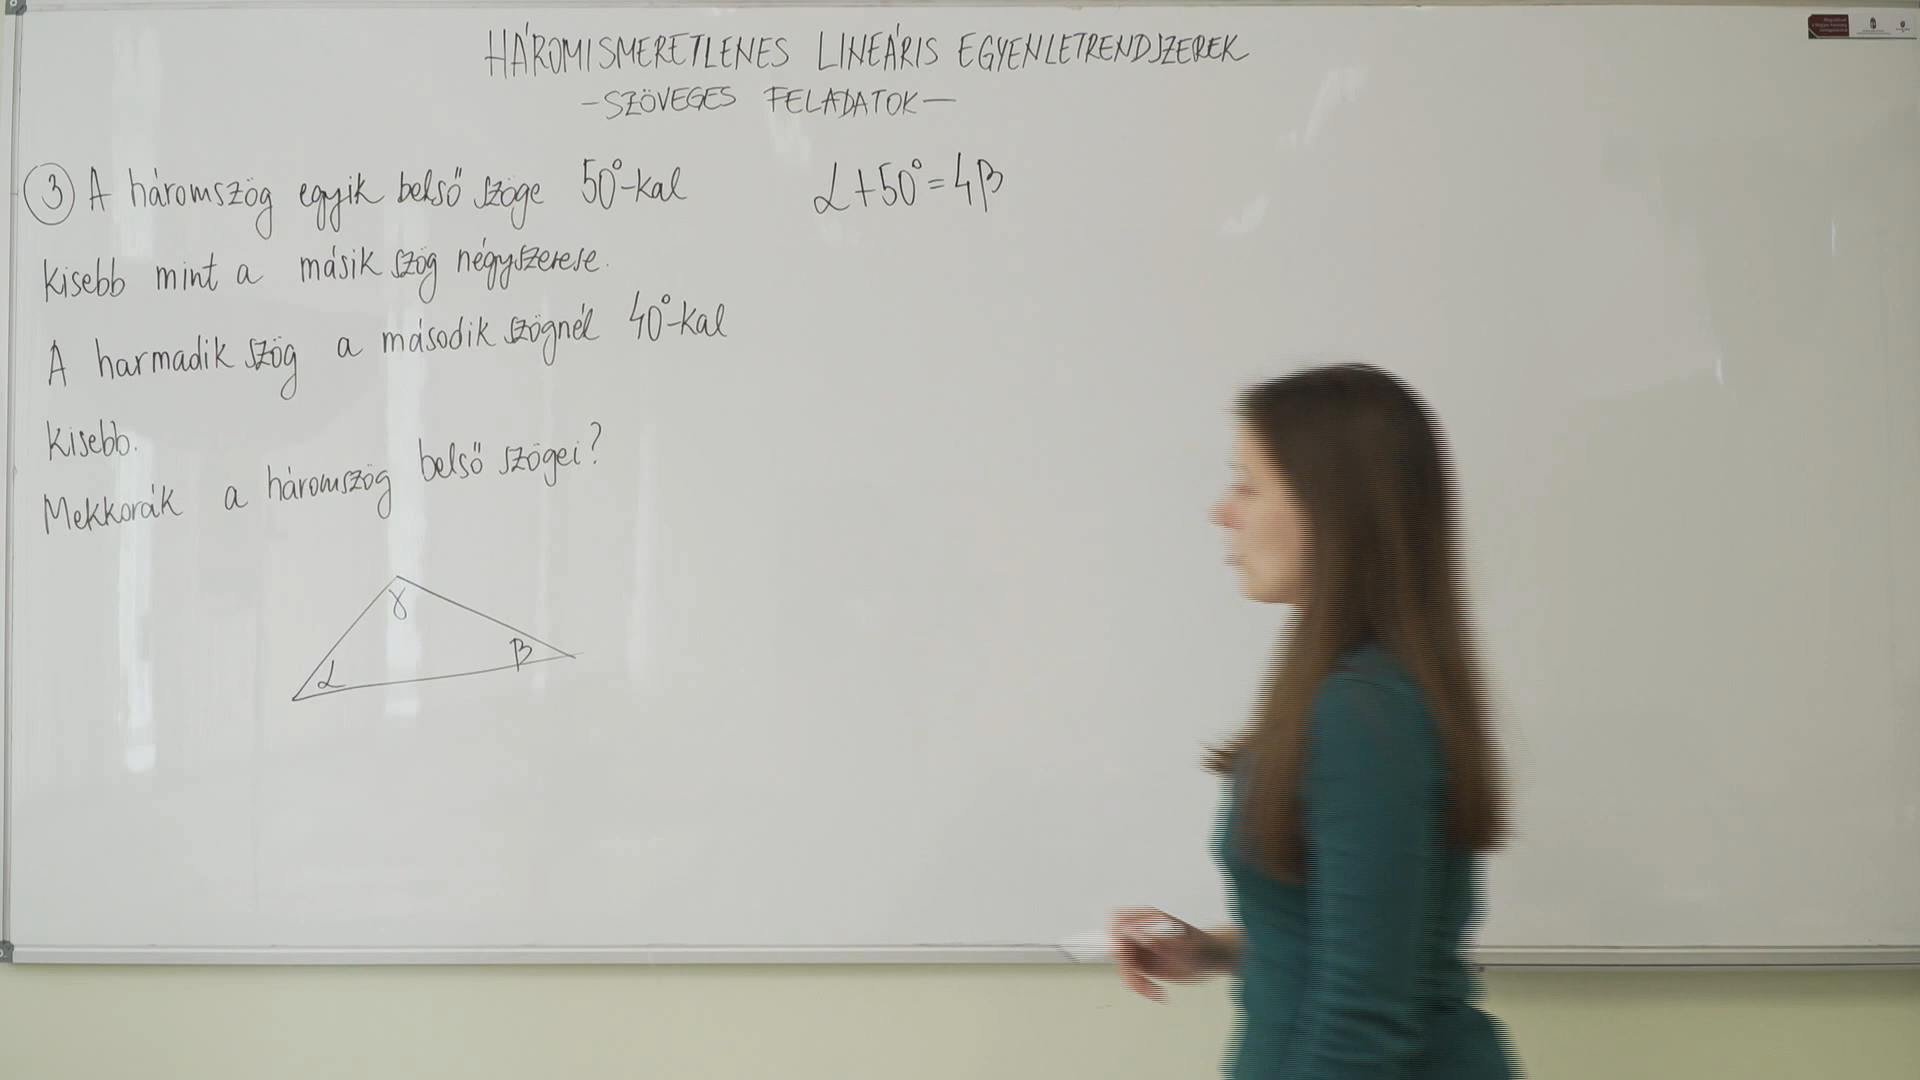 HÁROMISMERETLENES LINEÁRIS EGYENLETRENDSZEREK
-SZÖVEGES FELADATOK-
3 A háromszög egyik belső szöge 50°-kal
kisebb mint a másik szög négyszerese.
A harmadik szög a második szögnél 40°-kal
kisebb.
Mekkorák a háromszög belső szögei?
α+50°=4β
γ
α
β